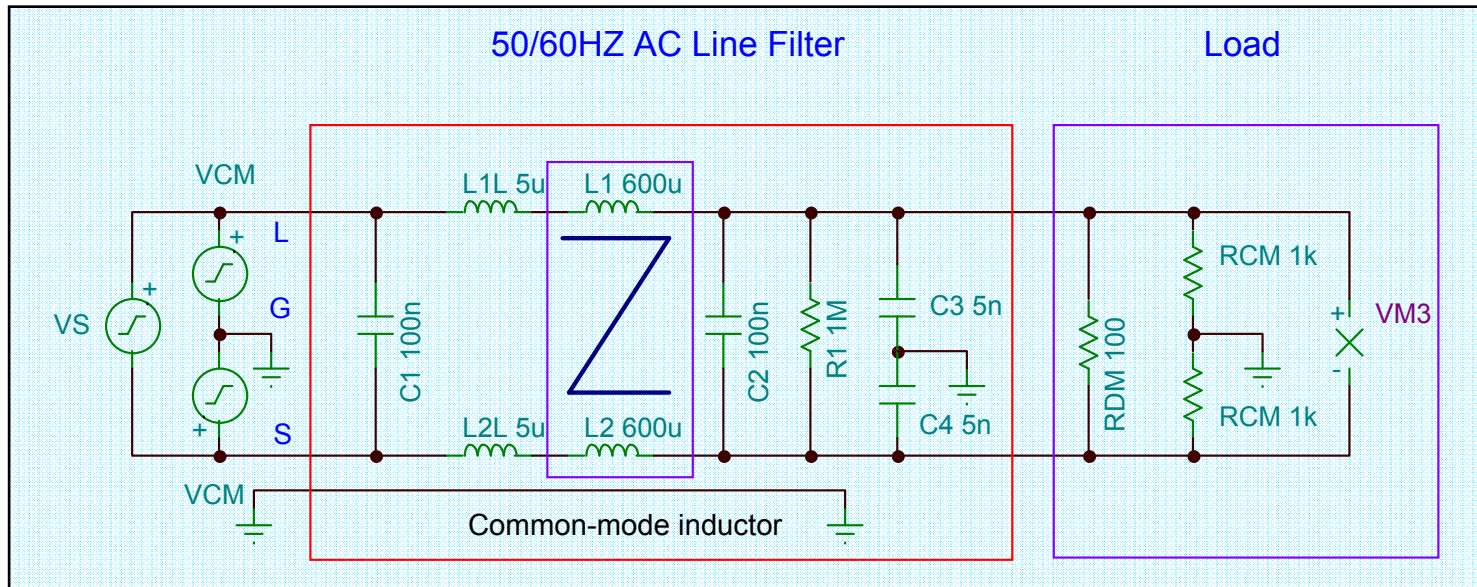 50/60HZ AC Line Filter
Load
VCM
L1L 5u
L1 600u
L
+
RCM 1k
+
G
C3 5n
+
VM3
VS
C1 100n
C2 100n
R1 1M
RDM 100
-
C4 5n
RCM 1k
+
S
L2L 5u
L2 600u
VCM
Common-mode inductor